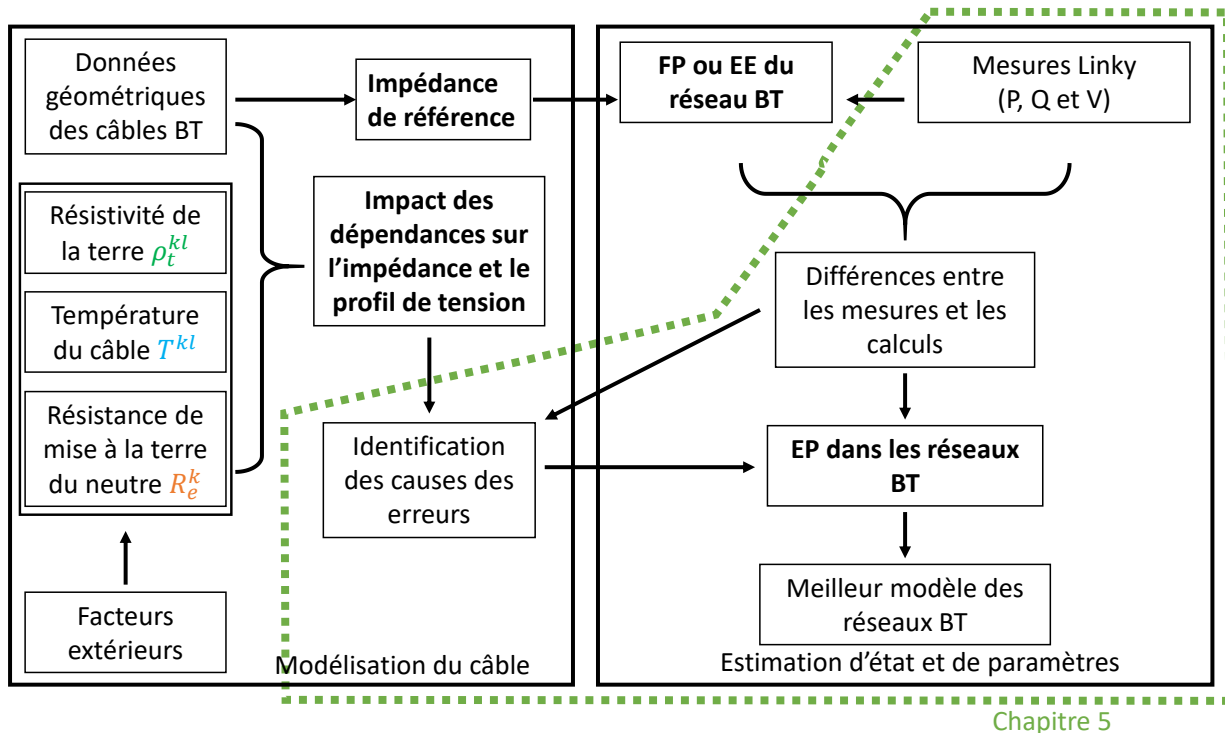 Données
géométriques
des câbles BT
Impédance
de référence
Résistivité de
la terre ρ_t^{kl}
Température
du câble T^{kl}
Résistance de
mise à la terre
du neutre R_e^k
Facteurs
extérieurs
Impact des
dépendances sur
l'impédance et le
profil de tension
Identification
des causes des
erreurs
Modélisation du câble
FP ou EE du
réseau BT
Mesures Linky
(P, Q et V)
Différences entre
les mesures et les
calculs
EP dans les réseaux
BT
Meilleur modèle des
réseaux BT
Estimation d'état et de paramètres
Chapitre 5